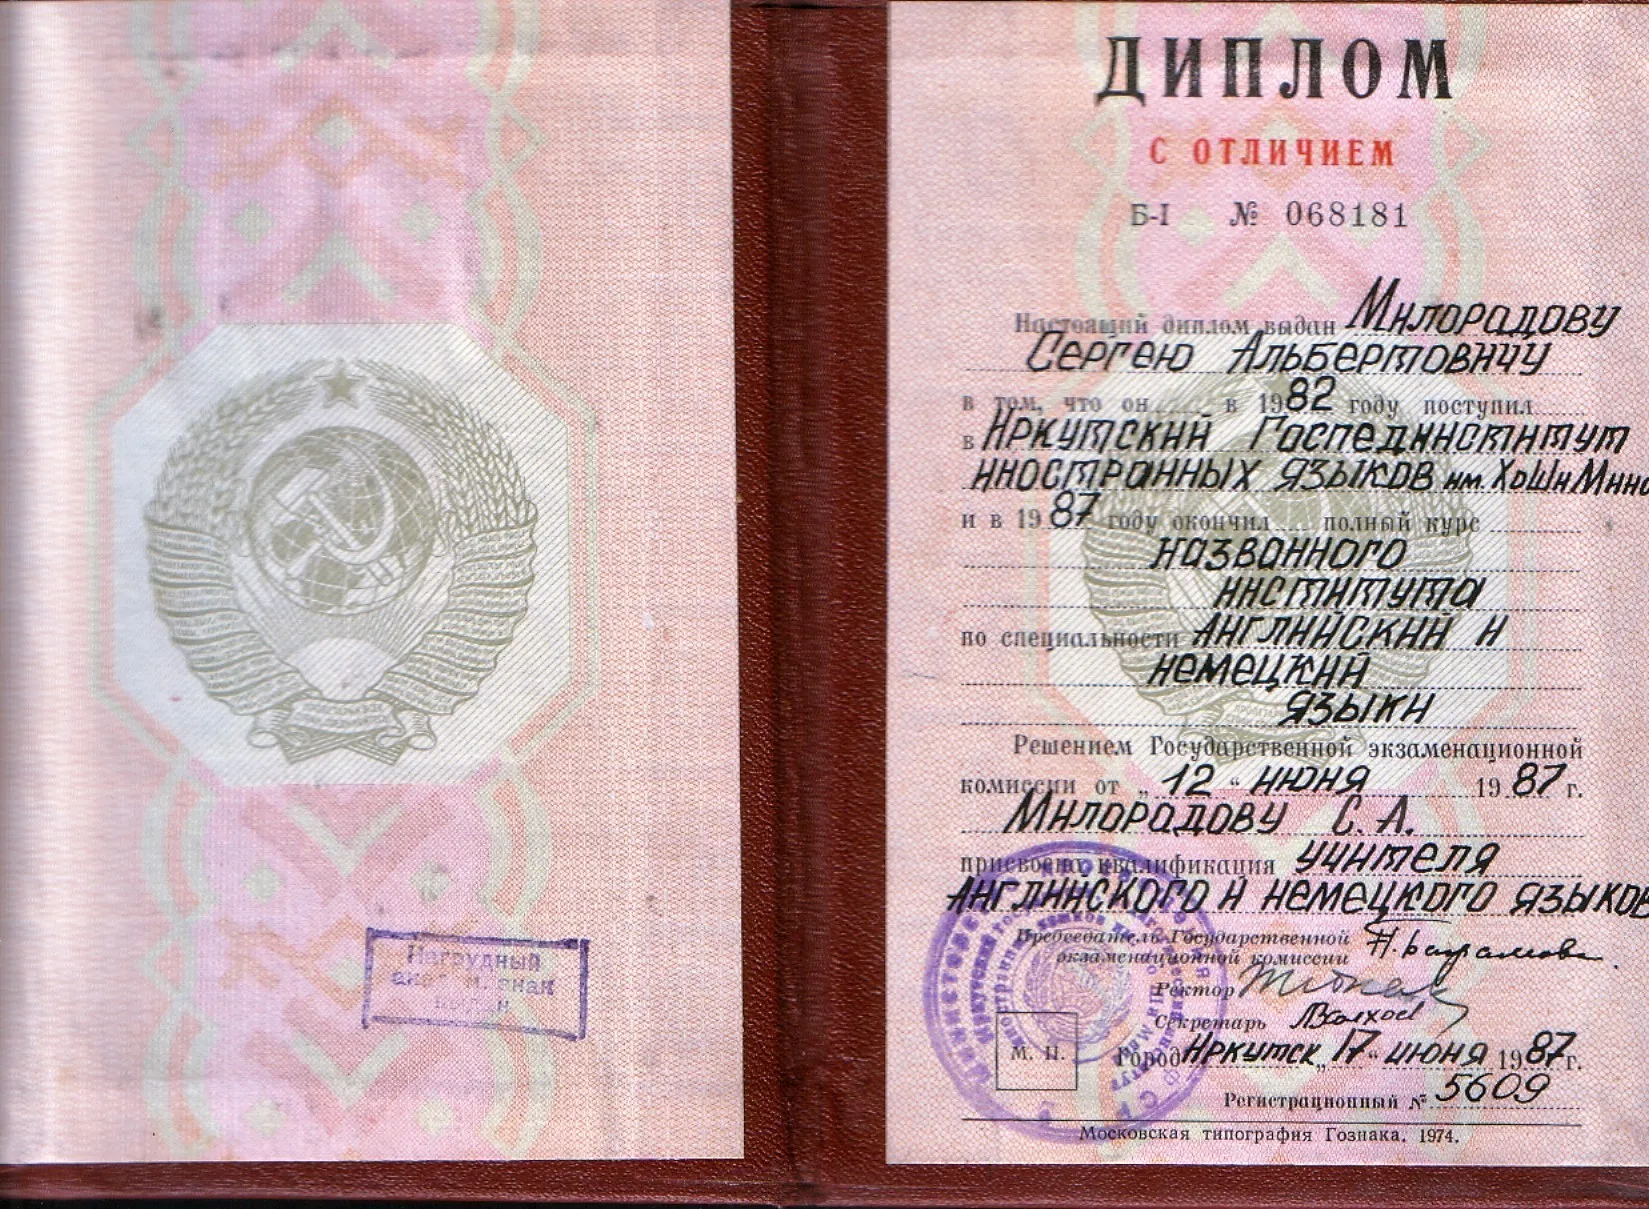 Нагрудный
академ. знак
ДИПЛОМ
С ОТЛИЧИЕМ
Б-I № 068181
Настоящий диплом выдан Милорадову
Сергею Альбертовичу
в том, что он в 1982 году поступил
в Иркутский Госпединститут
иностранных языков им. Хо Ши Мина
и в 1987 году окончил полный курс
названного
института
по специальности английский и
немецкий
языки
Решением Государственной экзаменационной
комиссии от „12“ июня 1987 г.
Милорадову С. А.
присвоена квалификация учителя
английского и немецкого языков
Председатель Государственной
экзаменационной комиссии
Ректор
Секретарь
М. П.
Город Иркутск „17“ июня 1987 г.
Регистрационный № 5609
Московская типография Гознака. 1974.